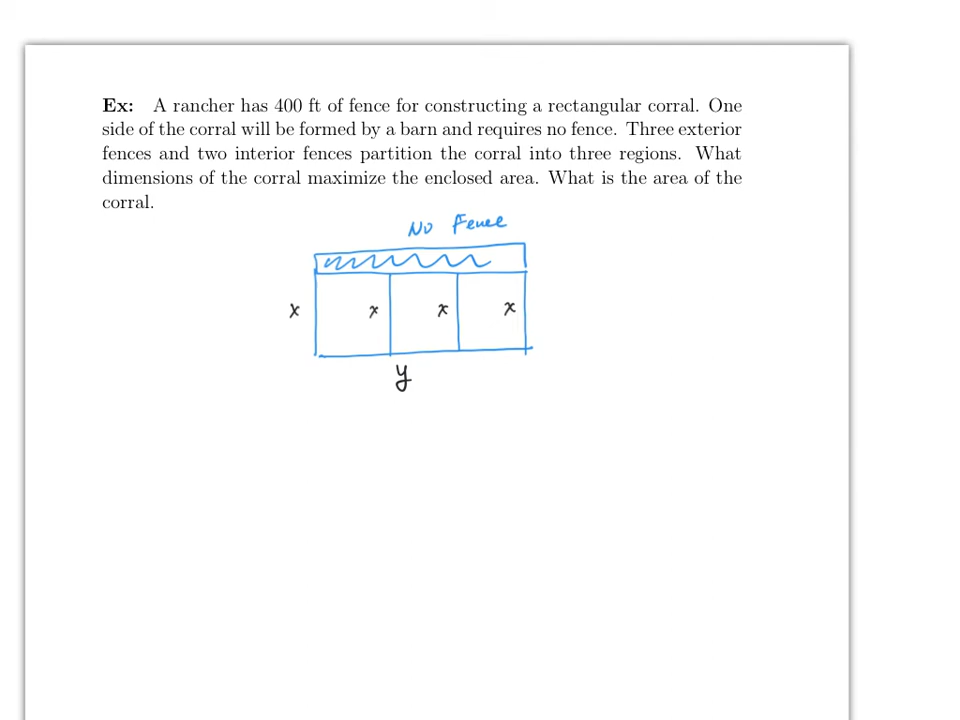 Ex: A rancher has 400 ft of fence for constructing a rectangular corral. One
side of the corral will be formed by a barn and requires no fence. Three exterior
fences and two interior fences partition the corral into three regions. What
dimensions of the corral maximize the enclosed area. What is the area of the
corral.
No Fence
x x x x
y